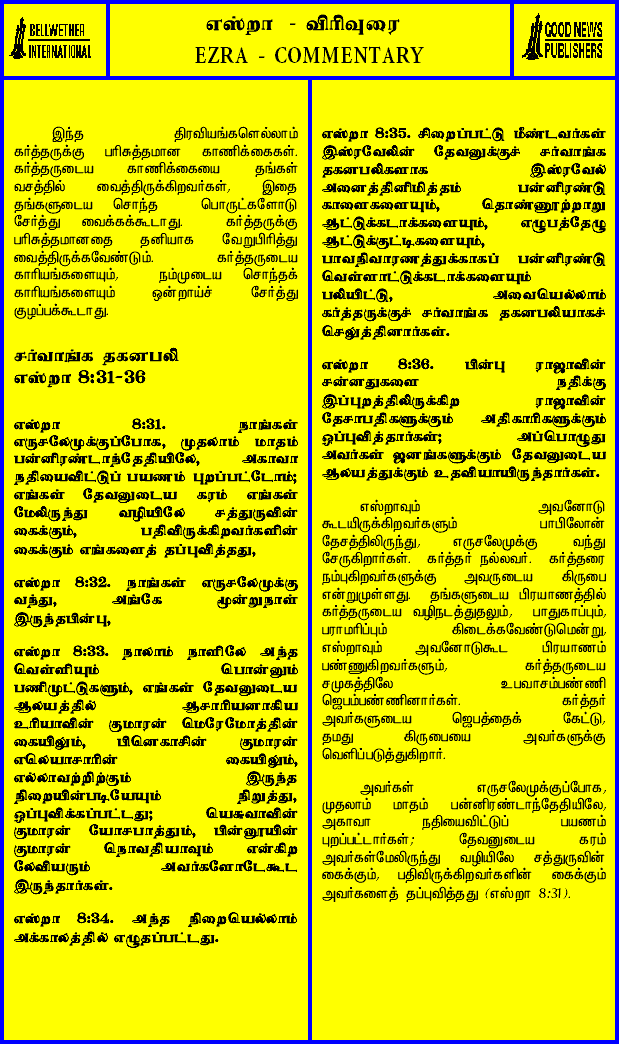 BELLWETHER
INTERNATIONAL
எஸ்றா - விரிவுரை
EZRA - COMMENTARY
GOOD NEWS
PUBLISHERS
இந்த திரவியங்களெல்லாம்
கர்த்தருக்கு பரிசுத்தமான காணிக்கைகள்.
கர்த்தருடைய காணிக்கையை தங்கள்
வசத்தில் வைத்திருக்கிறவர்கள், இதை
தங்களுடைய சொந்த பொருட்களோடு
சேர்த்து வைக்கக்கூடாது. கர்த்தருக்கு
பரிசுத்தமானதை தனியாக வேறுபிரித்து
வைத்திருக்கவேண்டும். கர்த்தருடைய
காரியங்களையும், நம்முடைய சொந்தக்
காரியங்களையும் ஒன்றாய்ச் சேர்த்து
குழப்பக்கூடாது.
சர்வாங்க தகனபலி
எஸ்றா 8:31-36
எஸ்றா 8:31. நாங்கள்
எருசலேமுக்குப்போக, முதலாம் மாதம்
பன்னிரண்டாந்தேதியிலே, அகாவா
நதியைவிட்டுப் பயணம் புறப்பட்டோம்;
எங்கள் தேவனுடைய கரம் எங்கள்
மேலிருந்து வழியிலே சத்துருவின்
கைக்கும், பதிவிருக்கிறவர்களின்
கைக்கும் எங்களைத் தப்புவித்தது,
எஸ்றா 8:32. நாங்கள் எருசலேமுக்கு
வந்து, அங்கே மூன்றுநாள்
இருந்தபின்பு,
எஸ்றா 8:33. நாலாம் நாளிலே அந்த
வெள்ளியும் பொன்னும்
பணிமுட்டுகளும், எங்கள் தேவனுடைய
ஆலயத்தில் ஆசாரியனாகிய
உரியாவின் குமாரன் மெரேமோத்தின்
கையிலும், பினெகாசின் குமாரன்
ஏலெயாசாரின் கையிலும்,
எல்லாவற்றிற்கும் இருந்த
நிறையின்படியேயும் நிறுத்து,
ஒப்புவிக்கப்பட்டது; யெசுவாவின்
குமாரன் யோசபாத்தும், பின்னூயின்
குமாரன் நொவதியாவும் என்கிற
லேவியரும் அவர்களோடேகூட
இருந்தார்கள்.
எஸ்றா 8:34. அந்த நிறையெல்லாம்
அக்காலத்தில் எழுதப்பட்டது.
எஸ்றா 8:35. சிறைப்பட்டு மீண்டவர்கள்
இஸ்ரவேலின் தேவனுக்குச் சர்வாங்க
தகனபலிகளாக இஸ்ரவேல்
அனைத்தினிமித்தம் பன்னிரண்டு
காளைகளையும், தொண்ணூற்றாறு
ஆட்டுக்கடாக்களையும், எழுபத்தேழு
ஆட்டுக்குட்டிகளையும்,
பாவநிவாரணத்துக்காகப் பன்னிரண்டு
வெள்ளாட்டுக்கடாக்களையும்
பலியிட்டு, அவையெல்லாம்
கர்த்தருக்குச் சர்வாங்க தகனபலியாகச்
செலுத்தினார்கள்.
எஸ்றா 8:36. பின்பு ராஜாவின்
சன்னதுகளை நதிக்கு
இப்புறத்திலிருக்கிற ராஜாவின்
தேசாபதிகளுக்கும் அதிகாரிகளுக்கும்
ஒப்புவித்தார்கள்; அப்பொழுது
அவர்கள் ஜனங்களுக்கும் தேவனுடைய
ஆலயத்துக்கும் உதவியாயிருந்தார்கள்.
எஸ்றாவும் அவனோடு
கூடயிருக்கிறவர்களும் பாபிலோன்
தேசத்திலிருந்து, எருசலேமுக்கு வந்து
சேருகிறார்கள். கர்த்தர் நல்லவர். கர்த்தரை
நம்புகிறவர்களுக்கு அவருடைய கிருபை
என்றுமுள்ளது. தங்களுடைய பிரயாணத்தில்
கர்த்தருடைய வழிநடத்துதலும், பாதுகாப்பும்,
பராமரிப்பும் கிடைக்கவேண்டுமென்று,
எஸ்றாவும் அவனோடுகூட பிரயாணம்
பண்ணுகிறவர்களும், கர்த்தருடைய
சமுகத்திலே உபவாசம்பண்ணி
ஜெபம்பண்ணினார்கள். கர்த்தர்
அவர்களுடைய ஜெபத்தைக் கேட்டு,
தமது கிருபையை அவர்களுக்கு
வெளிப்படுத்துகிறார்.
அவர்கள் எருசலேமுக்குப்போக,
முதலாம் மாதம் பன்னிரண்டாந்தேதியிலே,
அகாவா நதியைவிட்டுப் பயணம்
புறப்பட்டார்கள்; தேவனுடைய கரம்
அவர்கள்மேலிருந்து வழியிலே சத்துருவின்
கைக்கும், பதிவிருக்கிறவர்களின் கைக்கும்
அவர்களைத் தப்புவித்தது (எஸ்றா 8:31).